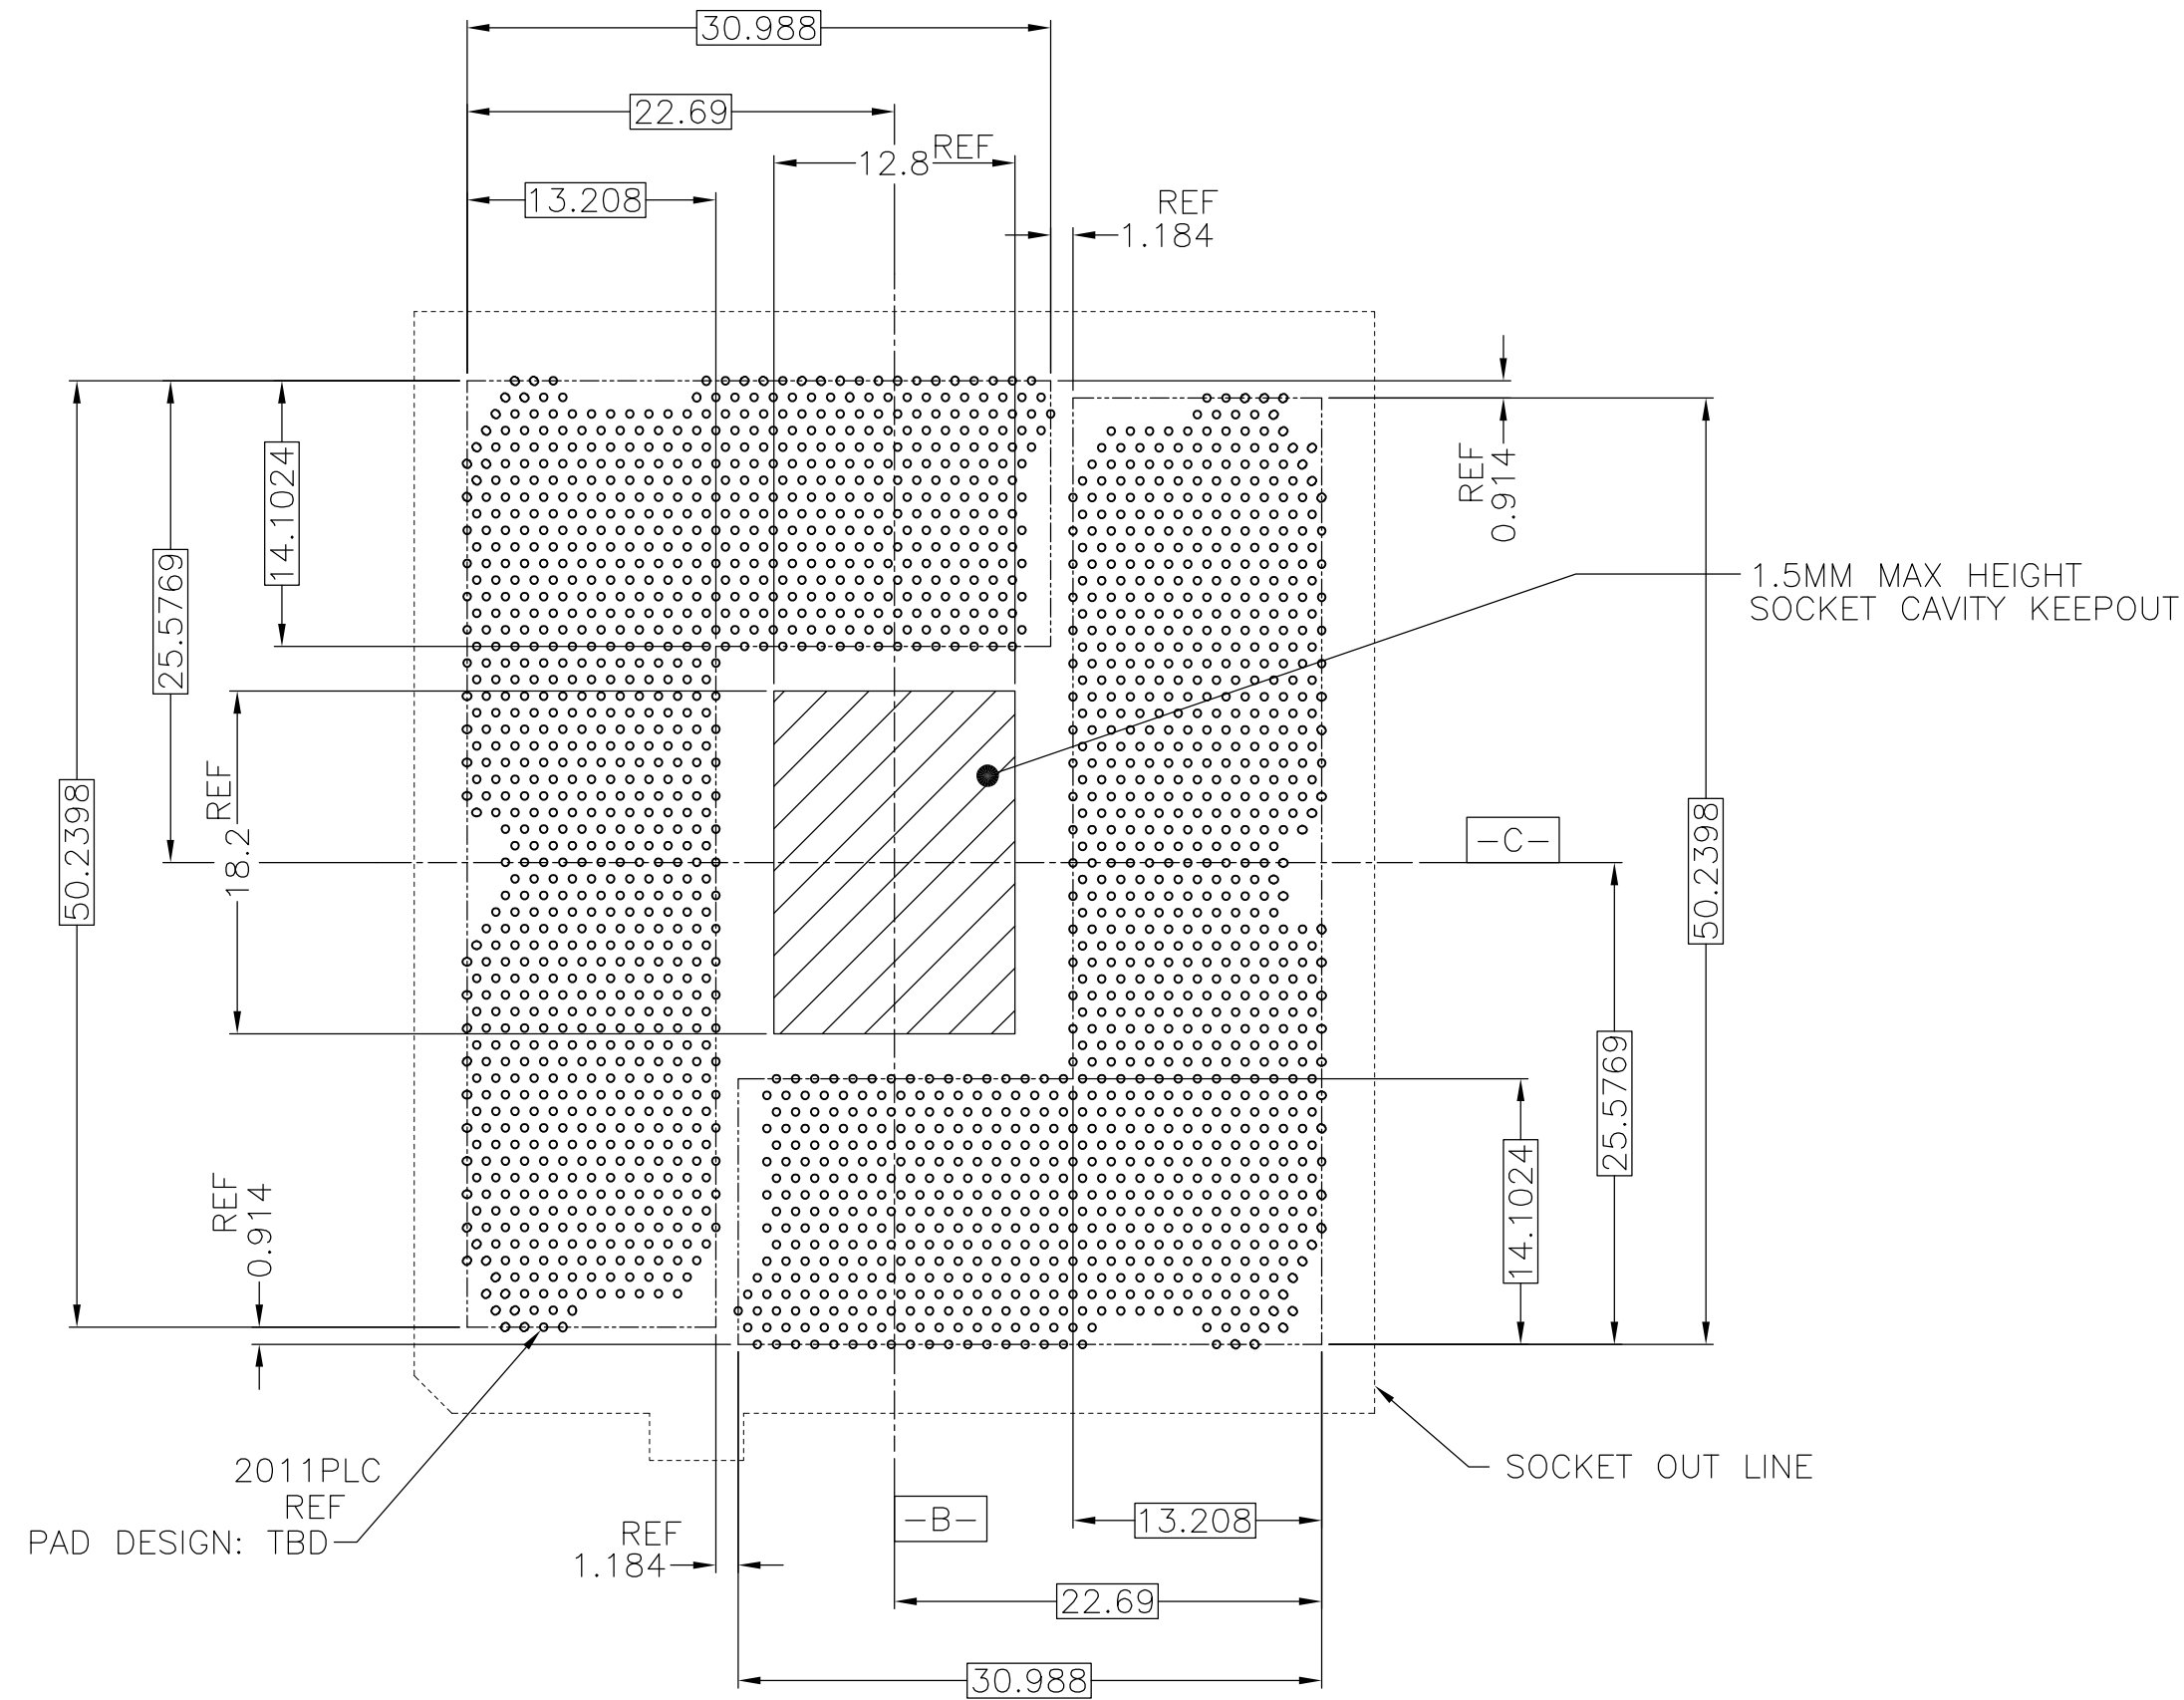 30.988
22.69
12.8 REF
13.208
REF
1.184
14.1024
25.5769
50.2398
REF
18.2
REF
0.914
1.5MM MAX HEIGHT
SOCKET CAVITY KEEPOUT
-C-
50.2398
25.5769
14.1024
REF
0.914
SOCKET OUT LINE
2011PLC
REF
PAD DESIGN: TBD
REF
1.184
-B-
13.208
22.69
30.988